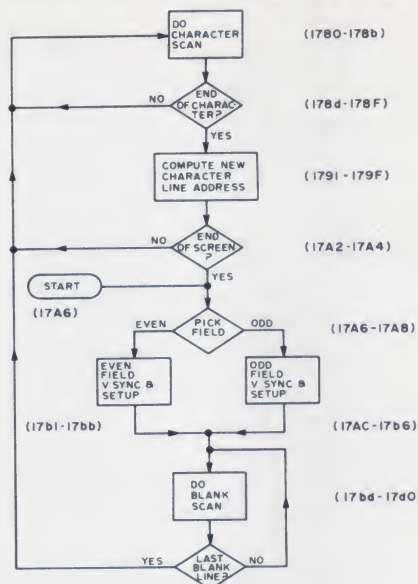 DO
CHARACTER
SCAN
(1780-178b)
NO
END
OF CHARAC-
TER?
(178d-178F)
YES
COMPUTE NEW
CHARACTER
LINE ADDRESS
(1791-179F)
NO
END
OF SCREEN
?
(17A2-17A4)
YES
START
(17A6)
EVEN
PICK
FIELD
ODD
(17A6-17A8)
EVEN
FIELD
V SYNC &
SETUP
ODD
FIELD
V SYNC &
SETUP
(17b1-17bb)
(17AC-17b6)
DO
BLANK
SCAN
(17bd-17d0)
YES
LAST
BLANK
LINE?
NO